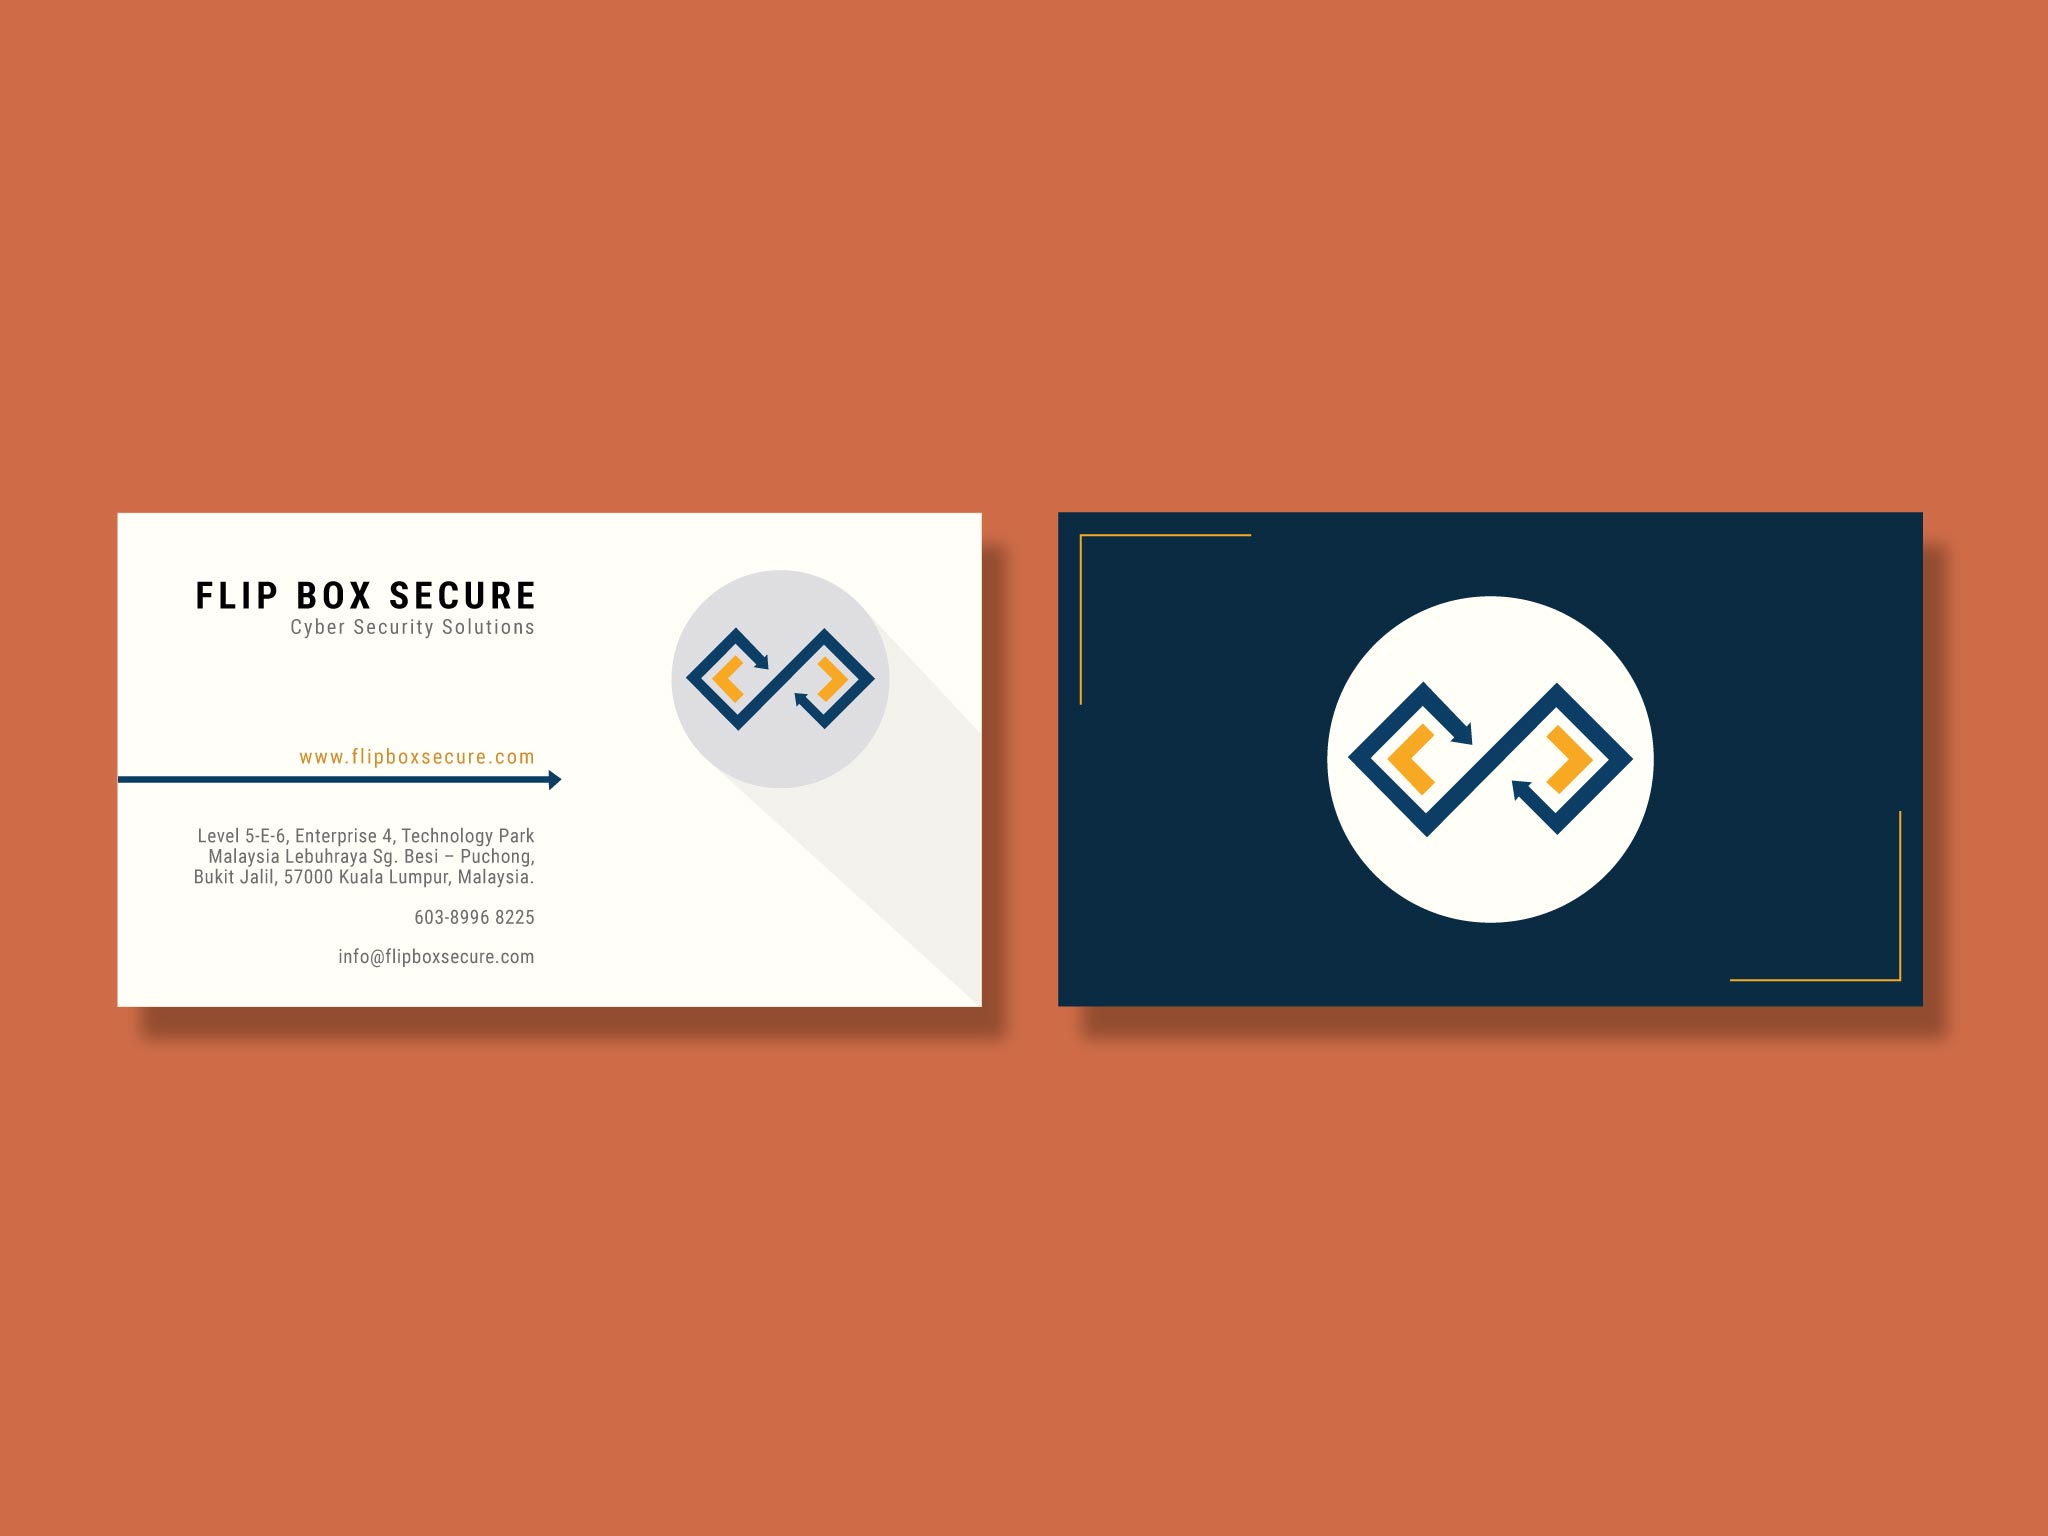 FLIP BOX SECURE
Cyber Security Solutions
www.flipboxsecure.com
Level 5-E-6, Enterprise 4, Technology Park
Malaysia Lebuhraya Sg. Besi – Puchong,
Bukit Jalil, 57000 Kuala Lumpur, Malaysia.
603-8996 8225
info@flipboxsecure.com